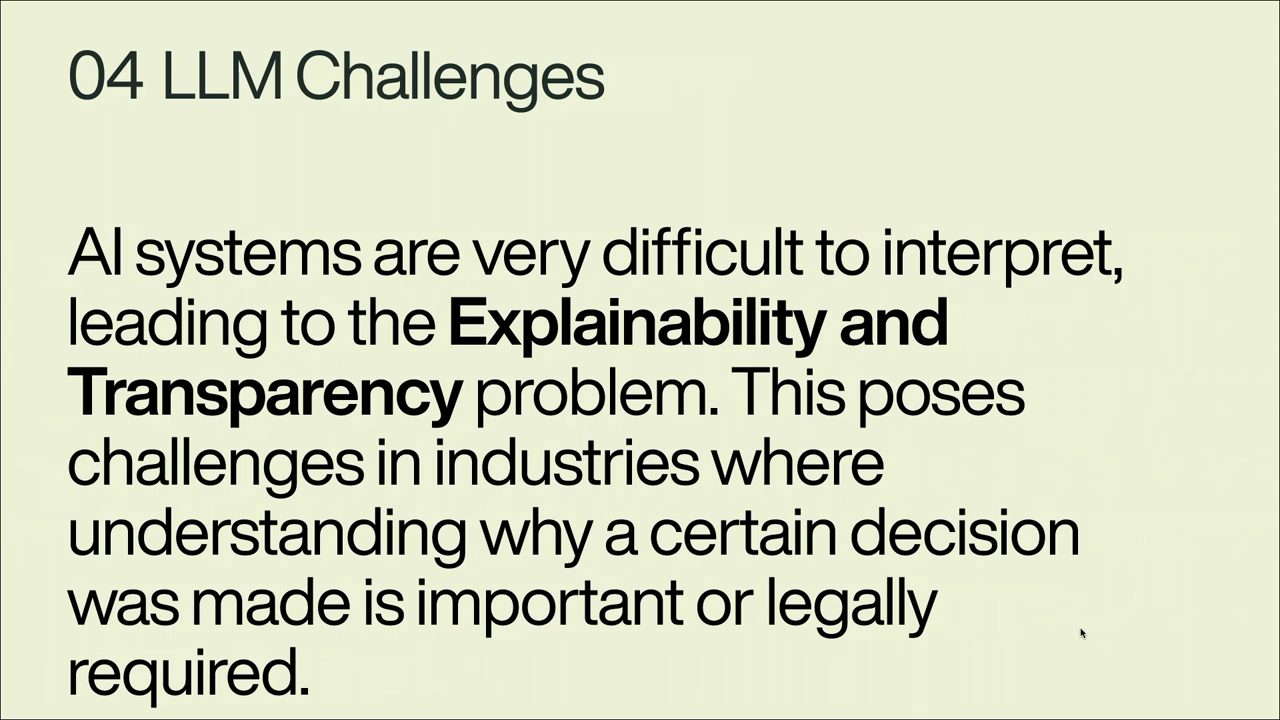 04 LLM Challenges
AI systems are very difficult to interpret,
leading to the Explainability and
Transparency problem. This poses
challenges in industries where
understanding why a certain decision
was made is important or legally
required.